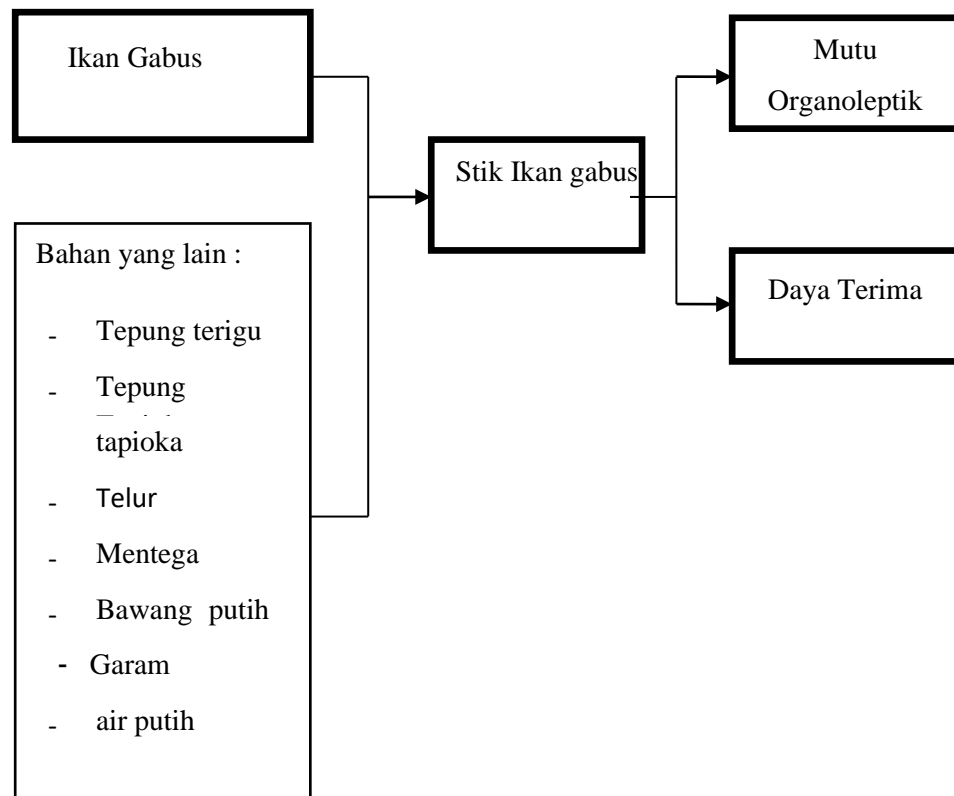 Ikan Gabus
Mutu
Organoleptik
Stik Ikan gabus
Daya Terima
Bahan yang lain :
- Tepung terigu
- Tepung
tapioka
- Telur
- Mentega
- Bawang putih
- Garam
- air putih